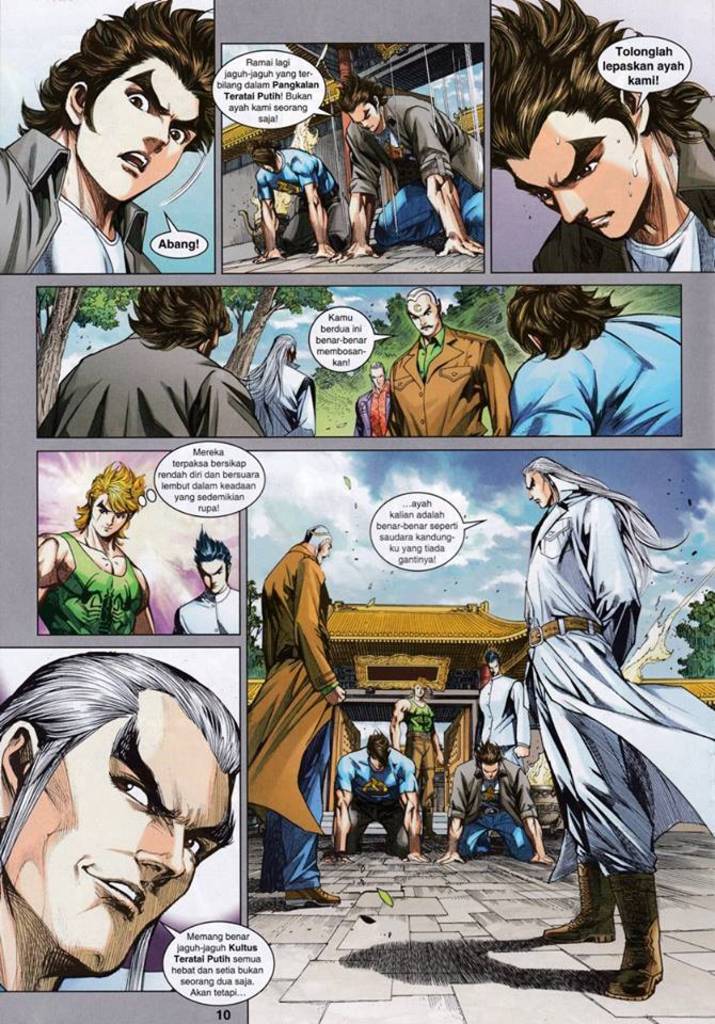 Abang!
Ramai lagi
jaguh-jaguh yang ter-
bilang dalam Pangkalan
Teratai Putih! Bukan
ayah kami seorang
saja!
Tolonglah
lepaskan ayah
kami!
Kamu
berdua ini
benar-benar
membosan-
kan!
Mereka
terpaksa bersikap
rendah diri dan bersuara
lembut dalam keadaan
yang sedemikian
rupa!
...ayah
kalian adalah
benar-benar seperti
saudara kandung-
ku yang tiada
gantinya!
Memang benar
jaguh-jaguh Kultus
Teratai Putih semua
hebat dan setia bukan
seorang dua saja.
Akan tetapi...
10